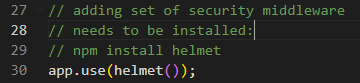 27 // adding set of security middleware
28 // needs to be installed:
29 // npm install helmet
30 app.use(helmet());